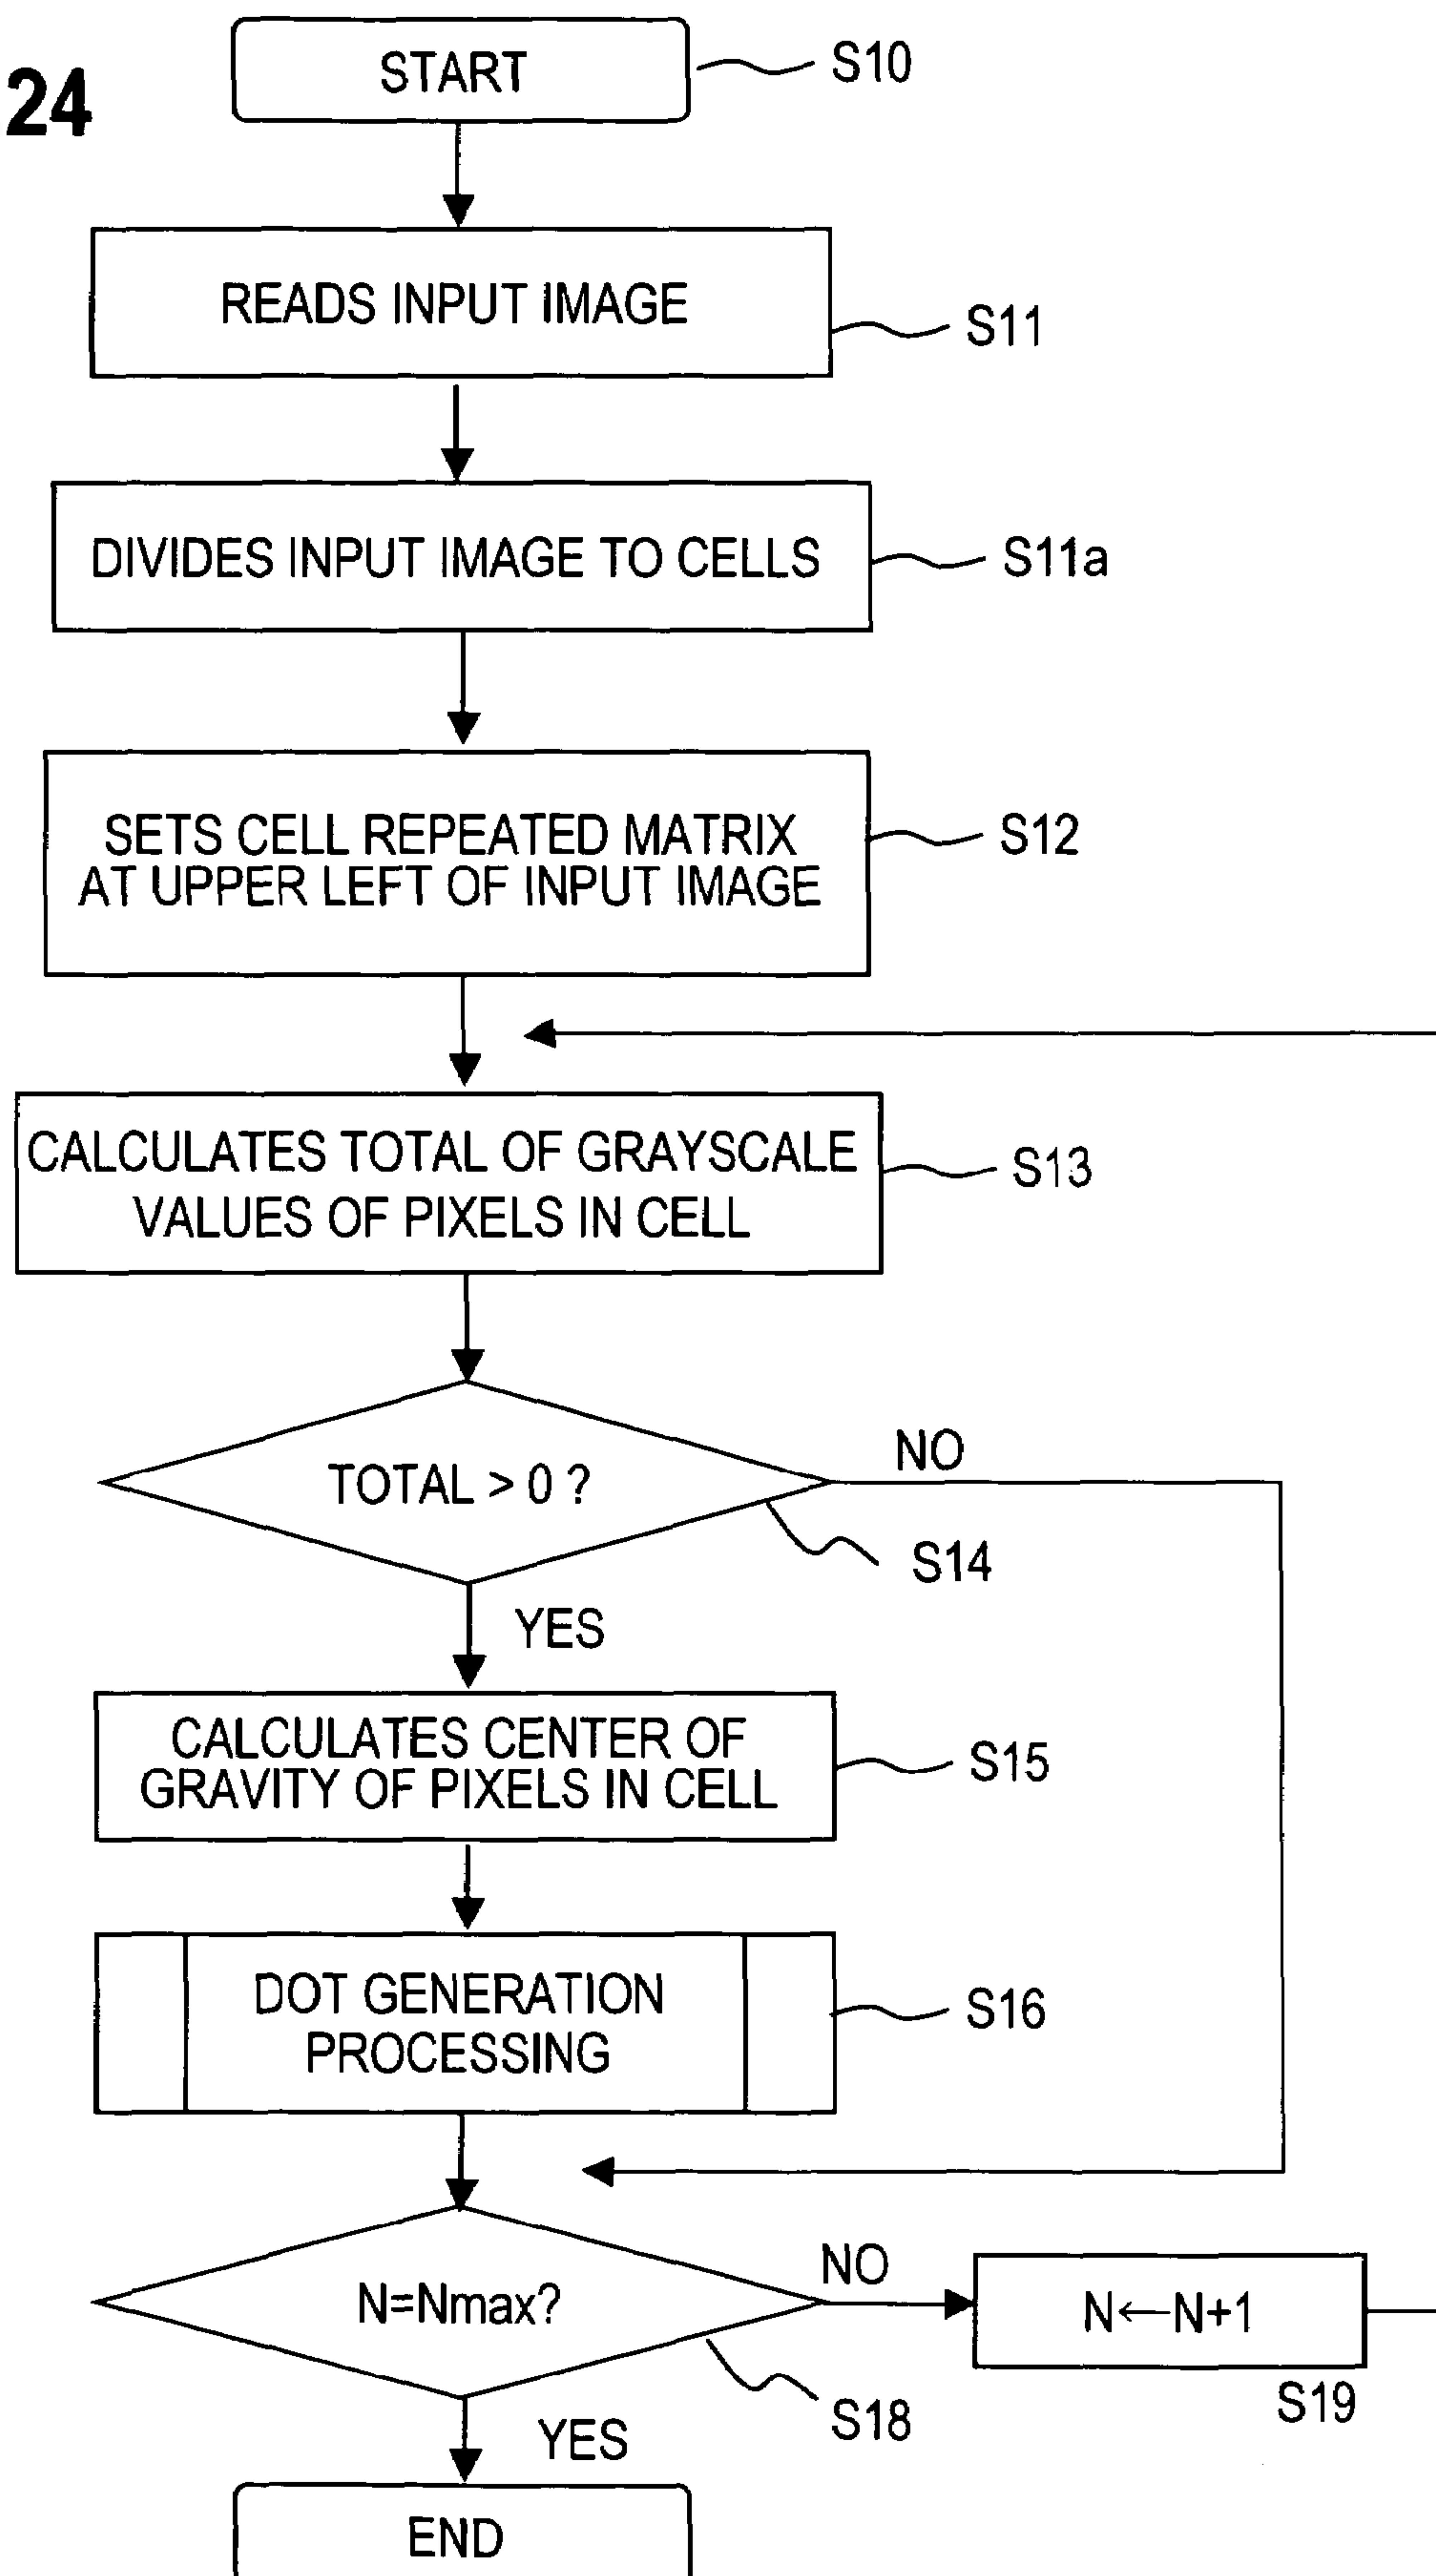 24
START
S10
READS INPUT IMAGE
S11
DIVIDES INPUT IMAGE TO CELLS
S11a
SETS CELL REPEATED MATRIX
AT UPPER LEFT OF INPUT IMAGE
S12
CALCULATES TOTAL OF GRAYSCALE
VALUES OF PIXELS IN CELL
S13
TOTAL > 0 ?
NO
S14
YES
CALCULATES CENTER OF
GRAVITY OF PIXELS IN CELL
S15
DOT GENERATION
PROCESSING
S16
N=Nmax?
NO
N←N+1
S19
S18
YES
END